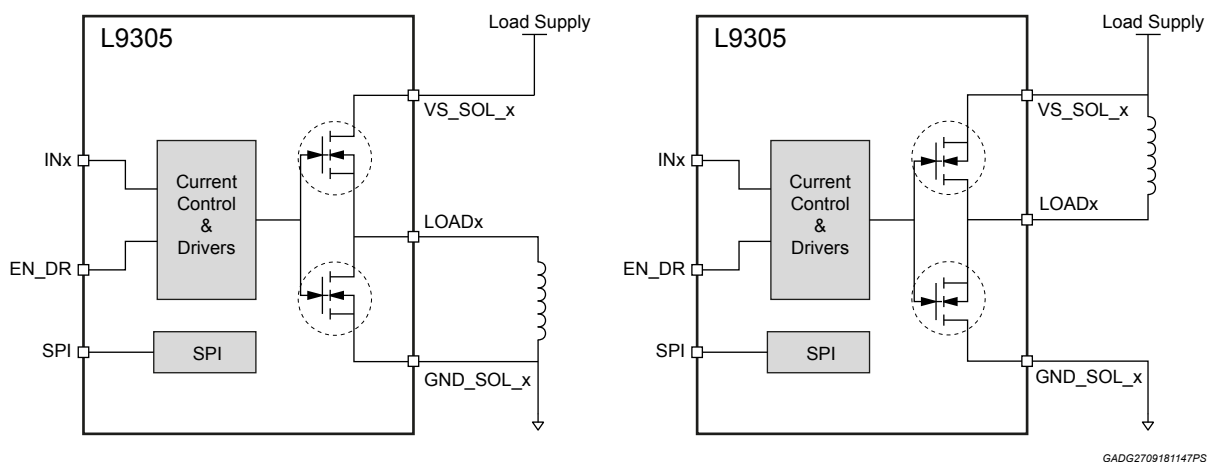 L9305
Load Supply
VS_SOL_x
INx
Current
Control
&
Drivers
LOADx
EN_DR
SPI
SPI
GND_SOL_x
L9305
Load Supply
VS_SOL_x
INx
Current
Control
&
Drivers
LOADx
EN_DR
SPI
SPI
GND_SOL_x
GADG2709181147PS